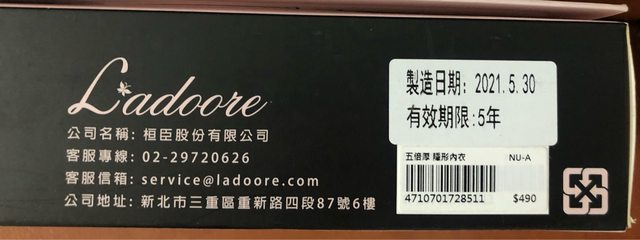 Ladoore
公司名稱: 桓臣股份有限公司
客服專線: 02-29720626
客服信箱: service@ladoore.com
公司地址: 新北市三重區重新路四段87號6樓
製造日期: 2021.5.30
有效期限:5年
五倍厚 隱形內衣 NU-A
4710701728511 $490